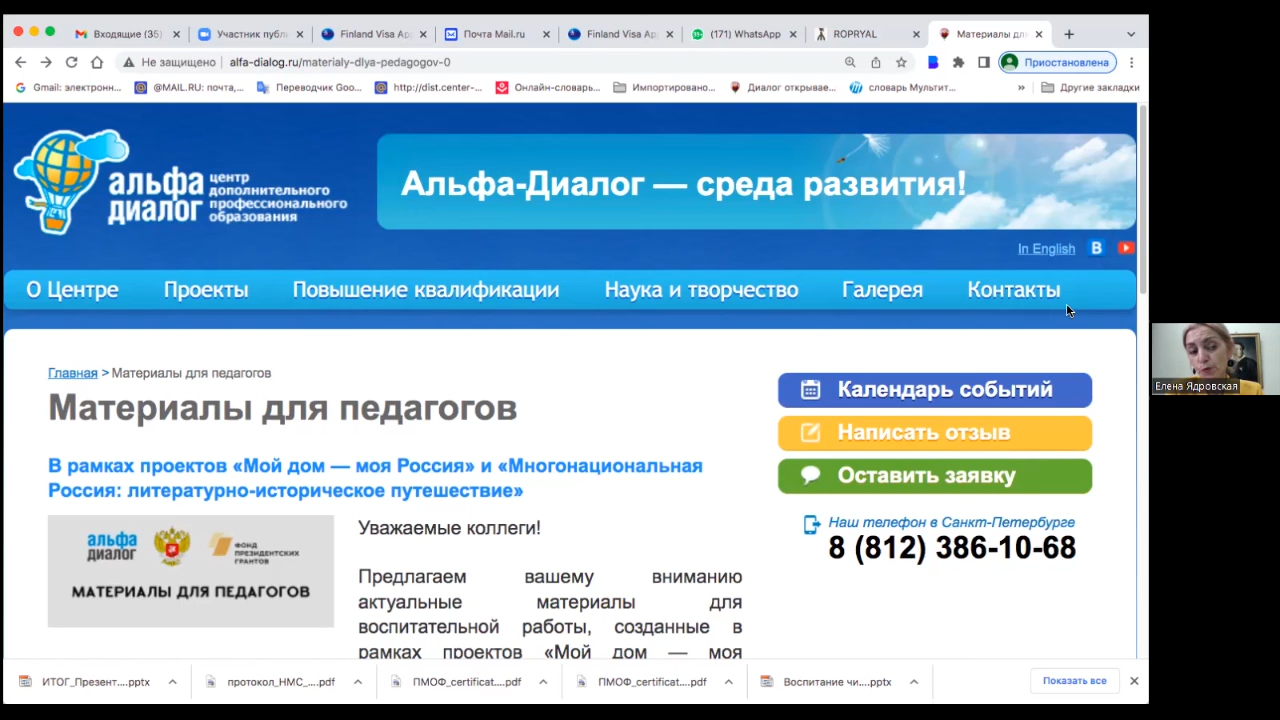 Входящие (35)
Участник публ
Finland Visa Ap
Почта Mail.ru
Finland Visa Ap
(171) WhatsApp
ROPRYAL
Материалы дл
Не защищено
alfa-dialog.ru/materialy-dlya-pedagogov-0
Приостановлена
Gmail: электронн...
@MAIL.RU: почта,...
Переводчик Goo...
http://dist.center-...
Онлайн-словарь...
Импортировано...
Диалог открывае...
словарь Мультит...
»
Другие закладки
альфа диалог
центр
дополнительного
профессионального
образования
Альфа-Диалог — среда развития!
In English
B
О Центре
Проекты
Повышение квалификации
Наука и творчество
Галерея
Контакты
Главная > Материалы для педагогов
Материалы для педагогов
В рамках проектов «Мой дом — моя Россия» и «Многонациональная
Россия: литературно-историческое путешествие»
альфа
диалог
ФОНД
ПРЕЗИДЕНТСКИХ
ГРАНТОВ
МАТЕРИАЛЫ ДЛЯ ПЕДАГОГОВ
Уважаемые коллеги!
Предлагаем вашему вниманию
актуальные материалы для
воспитательной работы, созданные в
рамках проектов «Мой дом — моя
Календарь событий
Написать отзыв
Оставить заявку
Наш телефон в Санкт-Петербурге
8 (812) 386-10-68
Елена Ядровская
ИТОГ_Презент....pptx
протокол_НМС_....pdf
ПМОФ_certificat....pdf
ПМОФ_certificat....pdf
Воспитание чи....pptx
Показать все